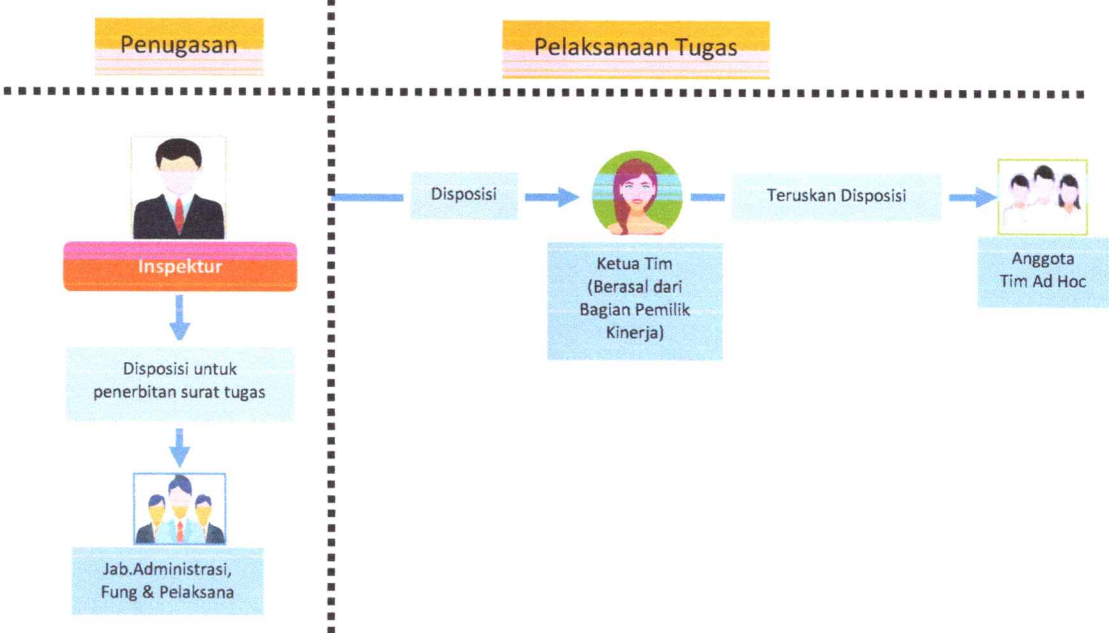 Penugasan
Pelaksanaan Tugas
Inspektur
Disposisi untuk
penerbitan surat tugas
Jab.Administrasi,
Fung & Pelaksana
Disposisi
Ketua Tim
(Berasal dari
Bagian Pemilik
Kinerja)
Teruskan Disposisi
Anggota
Tim Ad Hoc